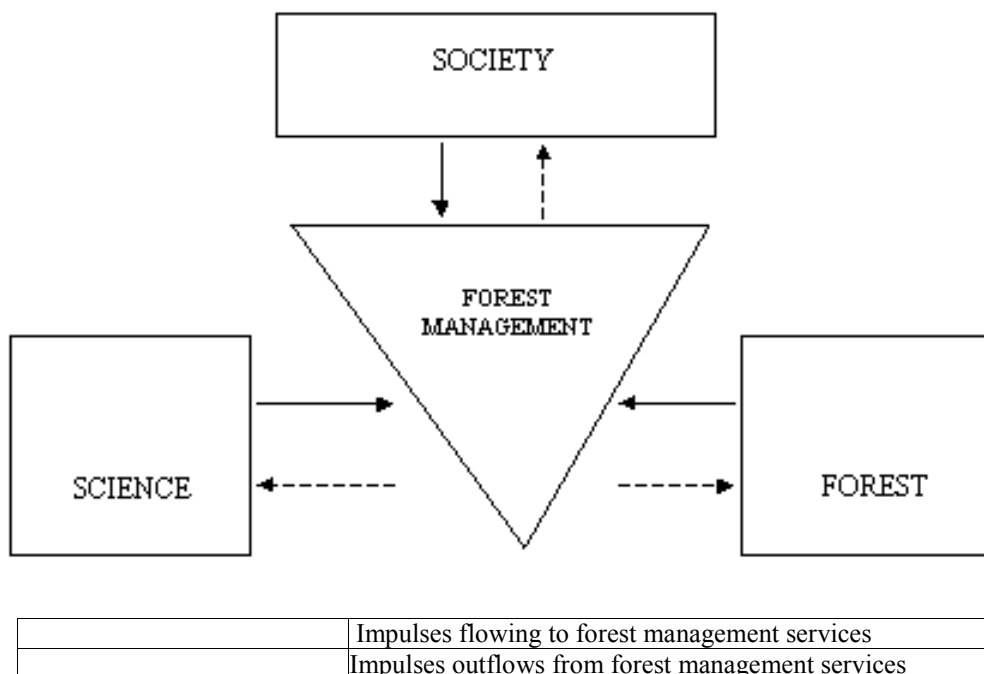 SOCIETY
FOREST
MANAGEMENT
SCIENCE
FOREST
Impulses flowing to forest management services
Impulses outflows from forest management services